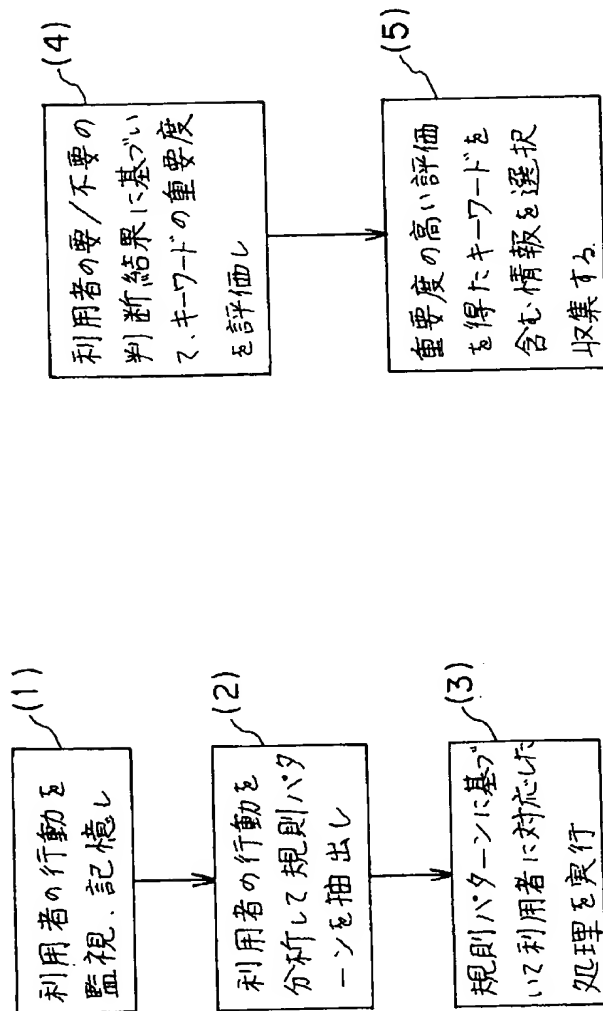 (1)
利用者の行動を
監視、記憶し
(2)
利用者の行動を
分析して規則パタ
ーンを抽出し
(3)
規則パターンに基づ
いて利用者に対応した
処理を実行
(4)
利用者の要/不要の
判断結果に基づい
て、キーワードの重要度
を評価し
(5)
重要度の高い評価
を得たキーワードを
含む情報を選択
収集する